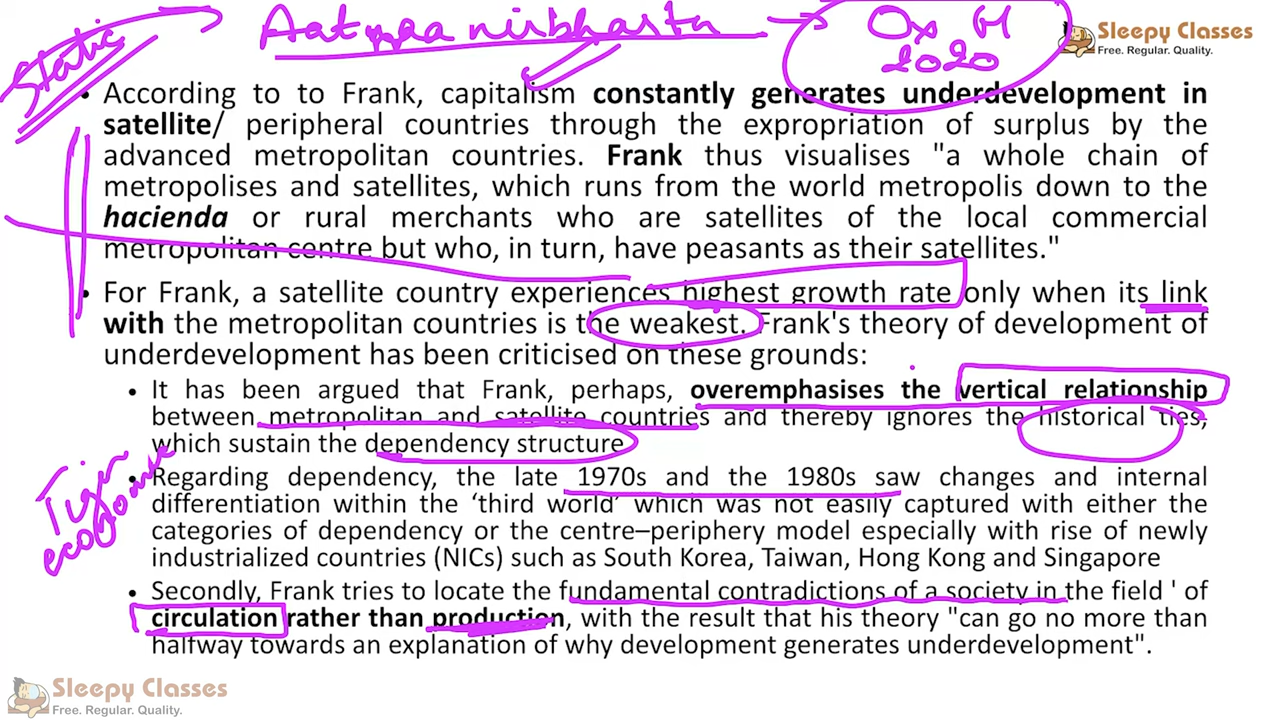 Static
Aatmanirbharta
Ox H
2020
Sleepy Classes
Free. Regular. Quality.
• According to to Frank, capitalism constantly generates underdevelopment in
satellite/ peripheral countries through the expropriation of surplus by the
advanced metropolitan countries. Frank thus visualises "a whole chain of
metropolises and satellites, which runs from the world metropolis down to the
hacienda or rural merchants who are satellites of the local commercial
metropolitan centre but who, in turn, have peasants as their satellites."
• For Frank, a satellite country experiences highest growth rate only when its link
with the metropolitan countries is the weakest. Frank's theory of development of
underdevelopment has been criticised on these grounds:
• It has been argued that Frank, perhaps, overemphasises the vertical relationship
between metropolitan and satellite countries and thereby ignores the historical ties,
which sustain the dependency structure
• Regarding dependency, the late 1970s and the 1980s saw changes and internal
differentiation within the ‘third world’ which was not easily captured with either the
categories of dependency or the centre–periphery model especially with rise of newly
industrialized countries (NICs) such as South Korea, Taiwan, Hong Kong and Singapore
• Secondly, Frank tries to locate the fundamental contradictions of a society in the field ' of
circulation rather than production, with the result that his theory "can go no more than
halfway towards an explanation of why development generates underdevelopment".
Sleepy Classes
Free. Regular. Quality.